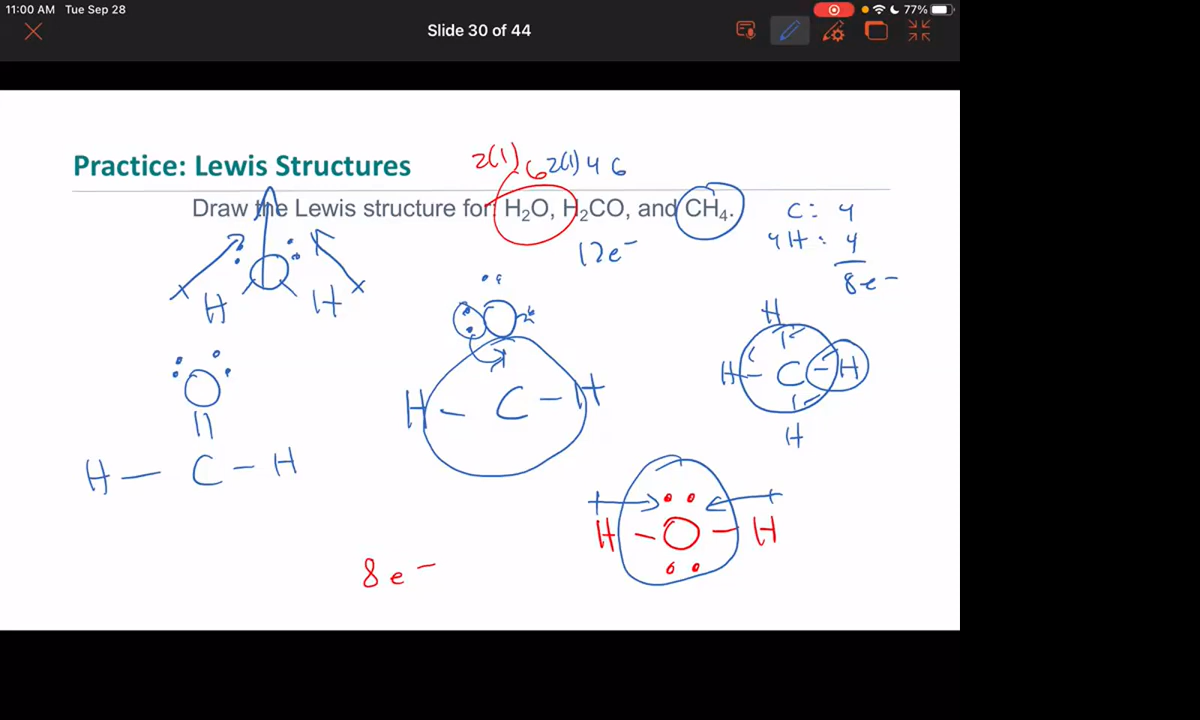 11:00 AM Tue Sep 28
77%
Slide 30 of 44
Practice: Lewis Structures
2(1) 6 2(1) 4 6
Draw the Lewis structure for: H₂O, H₂CO, and CH₄.
C: 4
4H: 4
8e⁻
12e⁻
H O H
O
H — C — H
O
H — C — H
H
H — C — H
H
H — O — H
8e⁻